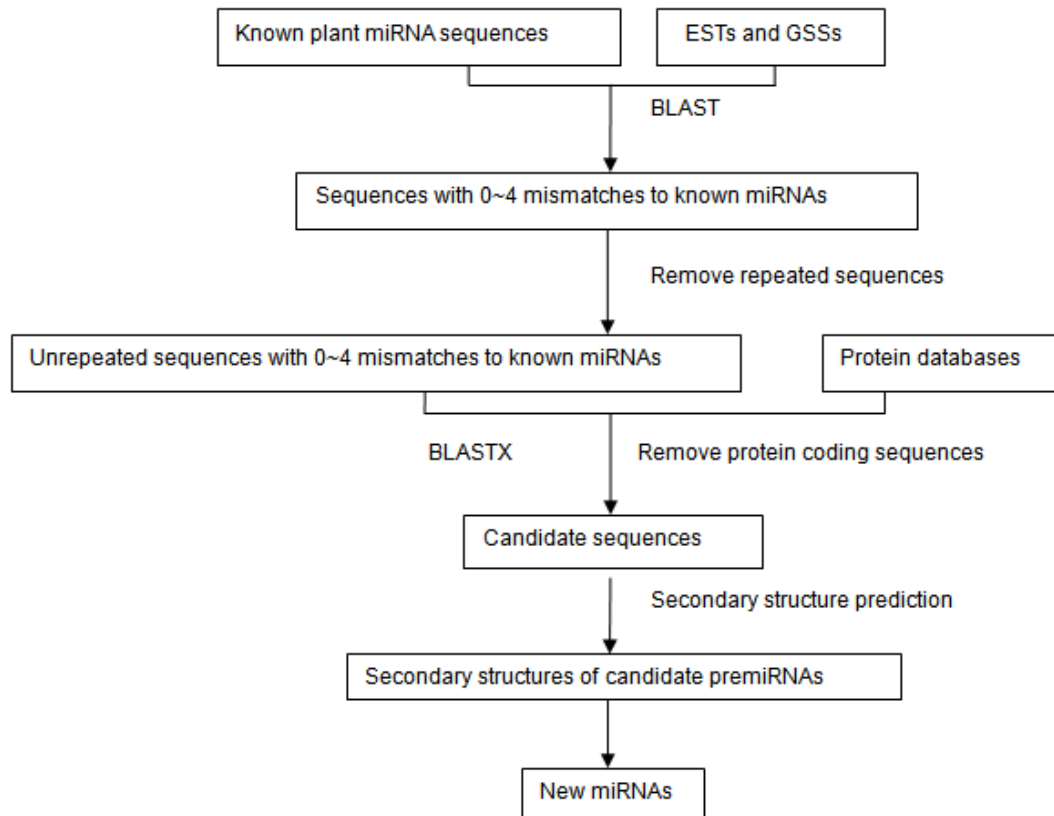 Known plant miRNA sequences
ESTs and GSSs
BLAST
Sequences with 0~4 mismatches to known miRNAs
Remove repeated sequences
Unrepeated sequences with 0~4 mismatches to known miRNAs
Protein databases
BLASTX
Remove protein coding sequences
Candidate sequences
Secondary structure prediction
Secondary structures of candidate premiRNAs
New miRNAs